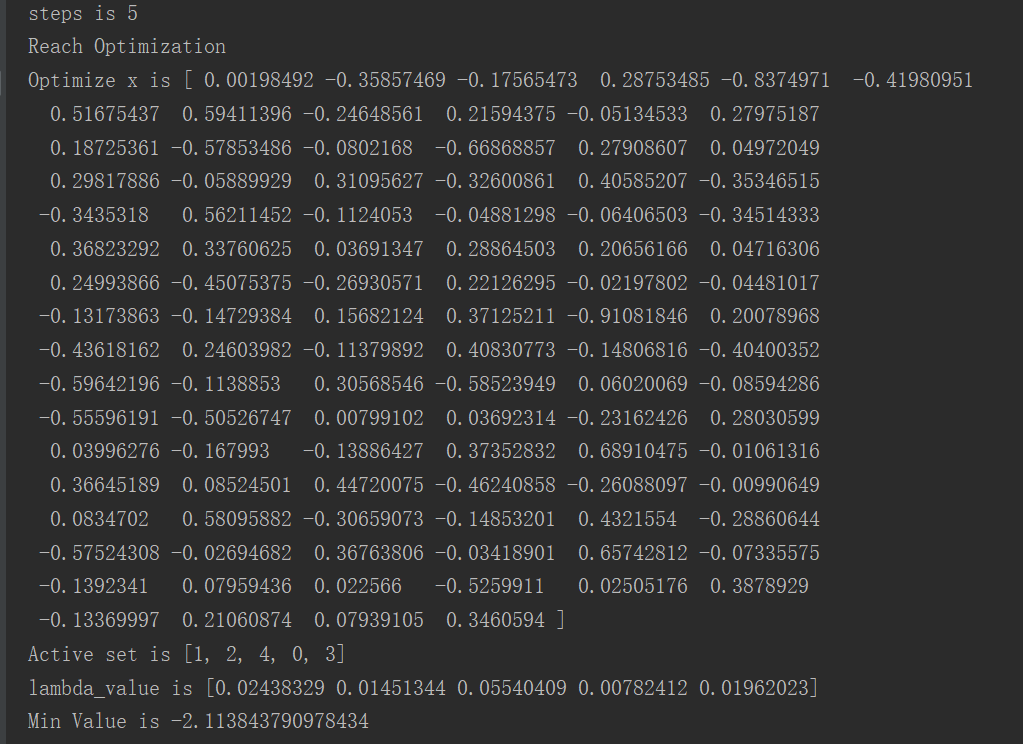 steps is 5
Reach Optimization
Optimize x is [ 0.00198492 -0.35857469 -0.17565473  0.28753485 -0.8374971  -0.41980951
  0.51675437  0.59411396 -0.24648561  0.21594375 -0.05134533  0.27975187
  0.18725361 -0.57853486 -0.0802168  -0.66868857  0.27908607  0.04972049
  0.29817886 -0.05889929  0.31095627 -0.32600861  0.40585207 -0.35346515
 -0.3435318   0.56211452 -0.1124053  -0.04881298 -0.06406503 -0.34514333
  0.36823292  0.33760625  0.03691347  0.28864503  0.20656166  0.04716306
  0.24993866 -0.45075375 -0.26930571  0.22126295 -0.02197802 -0.04481017
 -0.13173863 -0.14729384  0.15682124  0.37125211 -0.91081846  0.20078968
 -0.43618162  0.24603982 -0.11379892  0.40830773 -0.14806816 -0.40400352
 -0.59642196 -0.1138853   0.30568546 -0.58523949  0.06020069 -0.08594286
 -0.55596191 -0.50526747  0.00799102  0.03692314 -0.23162426  0.28030599
  0.03996276 -0.167993   -0.13886427  0.37352832  0.68910475 -0.01061316
  0.36645189  0.08524501  0.44720075 -0.46240858 -0.26088097 -0.00990649
  0.0834702   0.58095882 -0.30659073 -0.14853201  0.4321554  -0.28860644
 -0.57524308 -0.02694682  0.36763806 -0.03418901  0.65742812 -0.07335575
 -0.1392341   0.07959436  0.022566   -0.5259911   0.02505176  0.3878929
 -0.13369997  0.21060874  0.07939105  0.3460594 ]
Active set is [1, 2, 4, 0, 3]
lambda_value is [0.02438329 0.01451344 0.05540409 0.00782412 0.01962023]
Min Value is -2.113843790978434